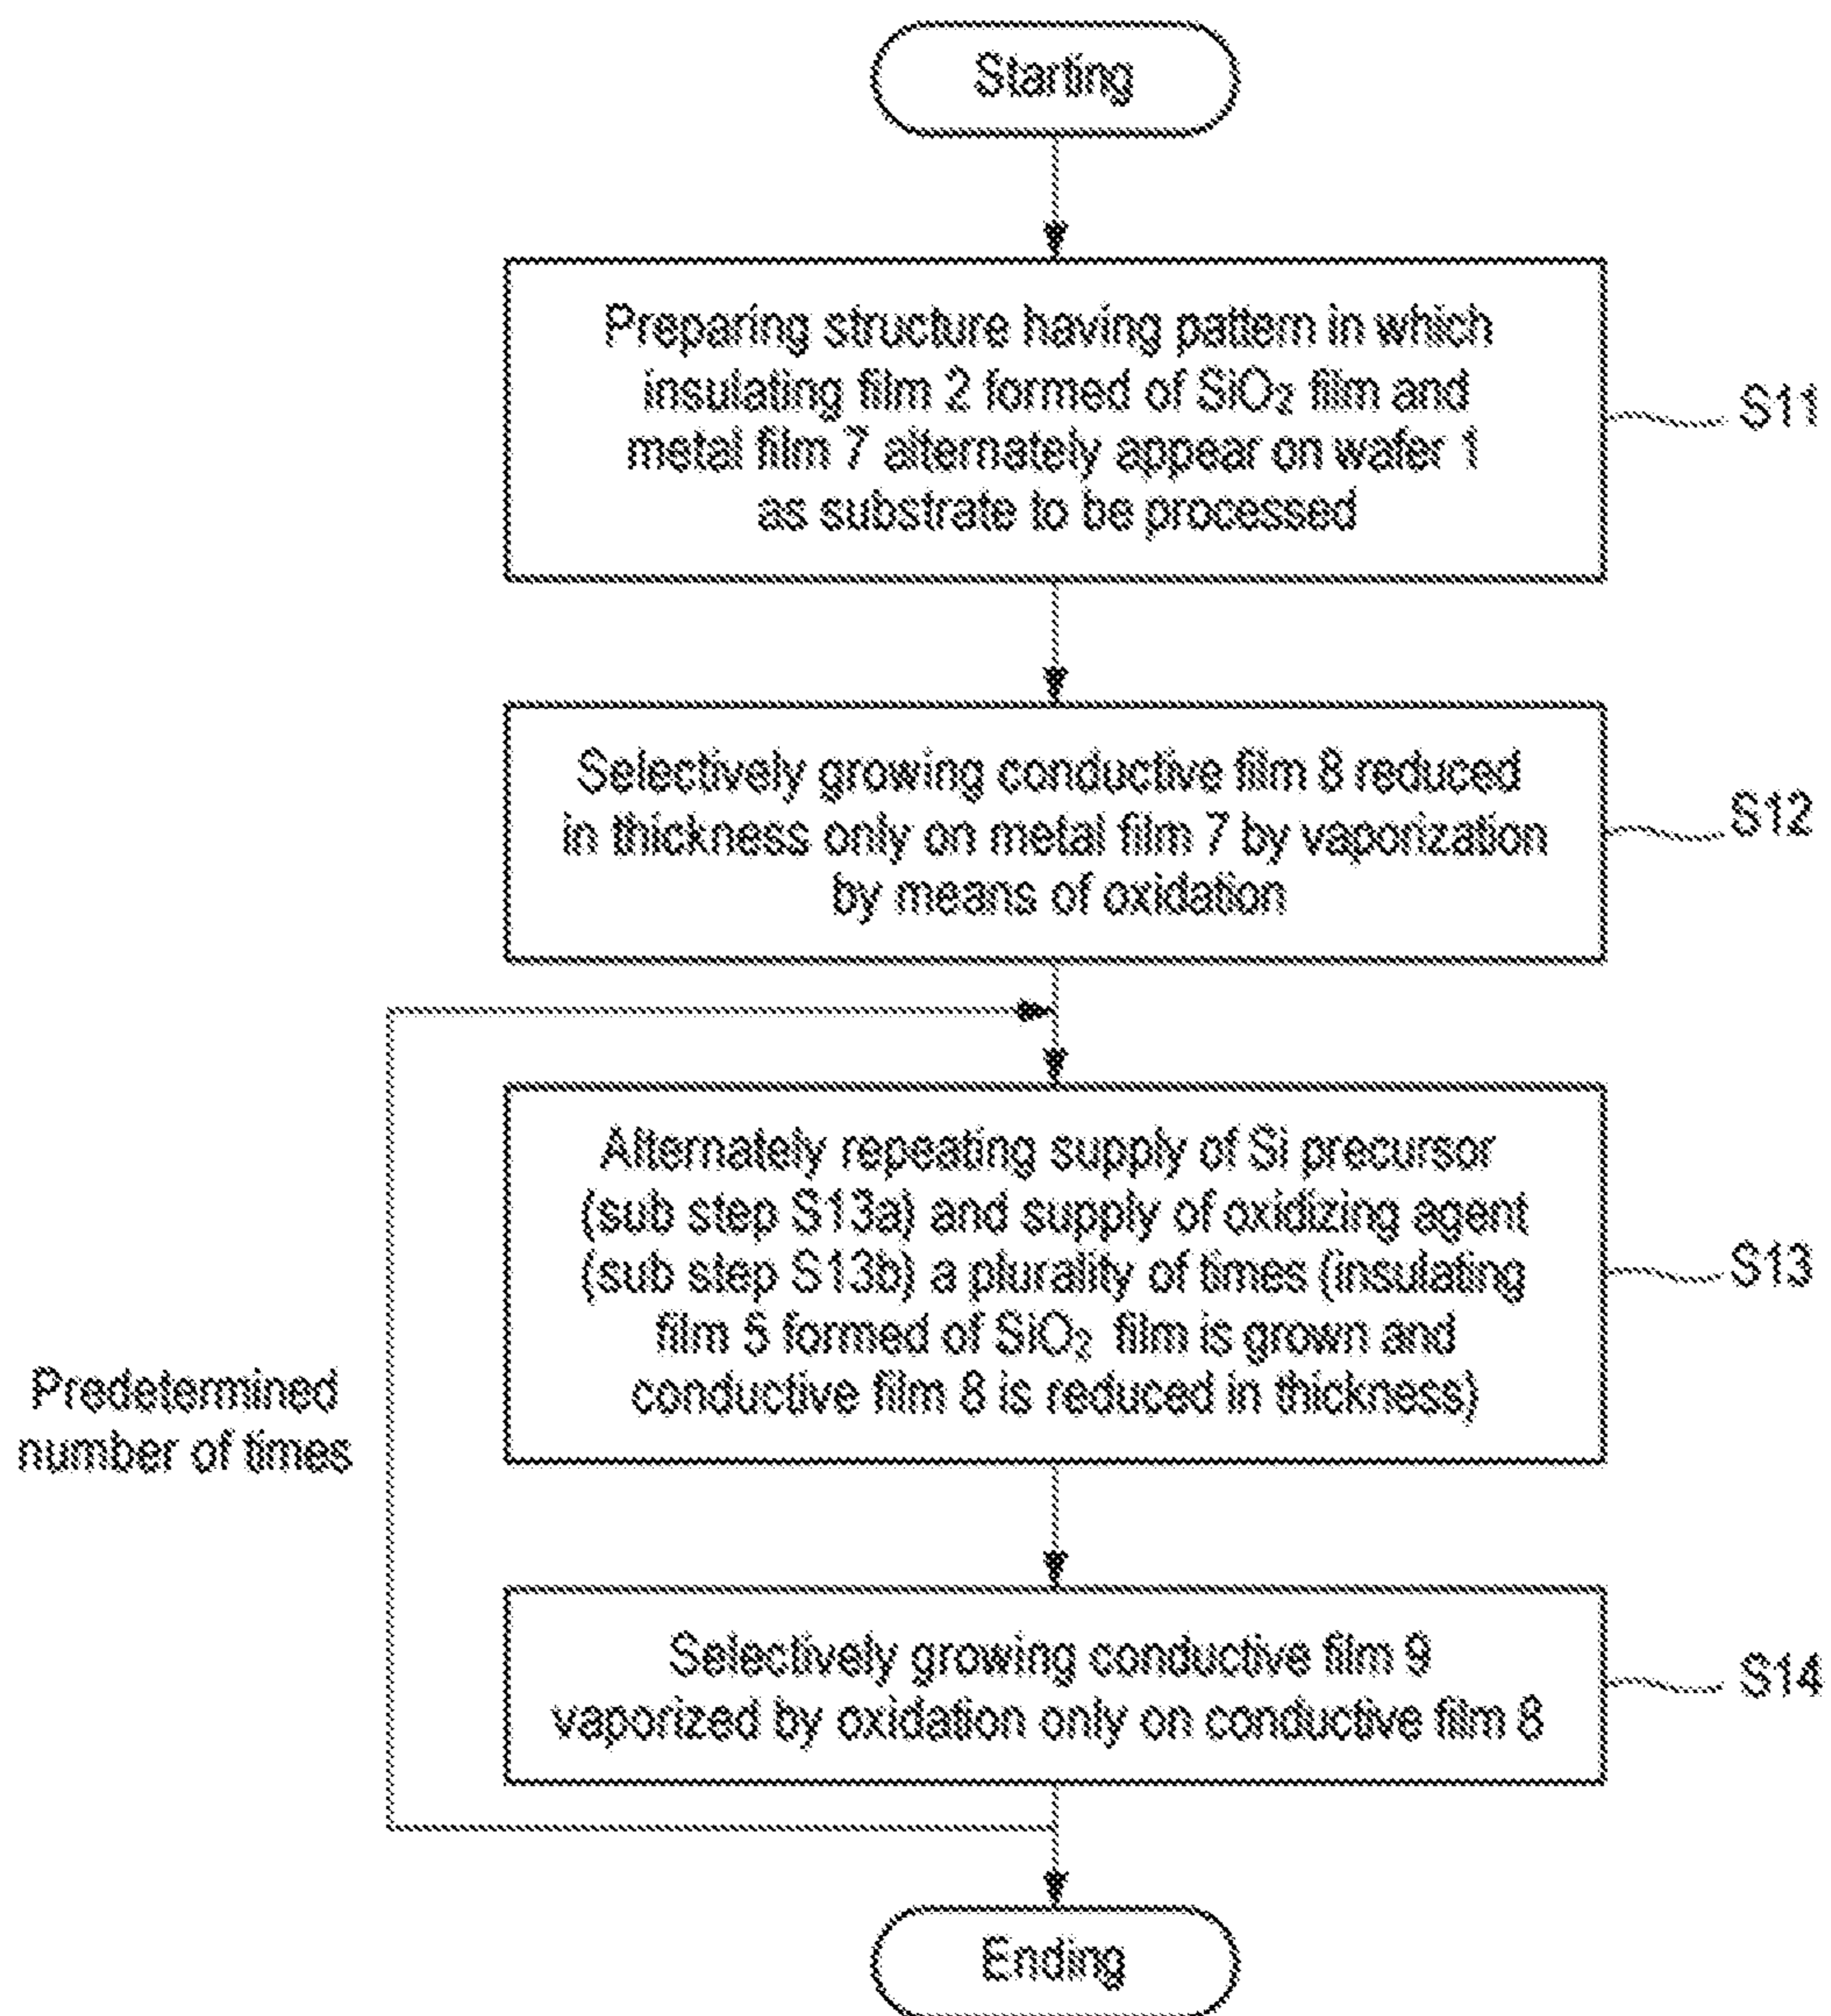 Starting
Preparing structure having pattern in which
insulating film 2 formed of SiO₂ film and
metal film 7 alternately appear on wafer 1
as substrate to be processed
S11
Selectively growing conductive film 8 reduced
in thickness only on metal film 7 by vaporization
by means of oxidation
S12
Alternately repeating supply of Si precursor
(sub step S13a) and supply of oxidizing agent
(sub step S13b) a plurality of times (insulating
film 5 formed of SiO₂ film is grown and
conductive film 8 is reduced in thickness)
S13
Predetermined
number of times
Selectively growing conductive film 9
vaporized by oxidation only on conductive film 8
S14
Ending